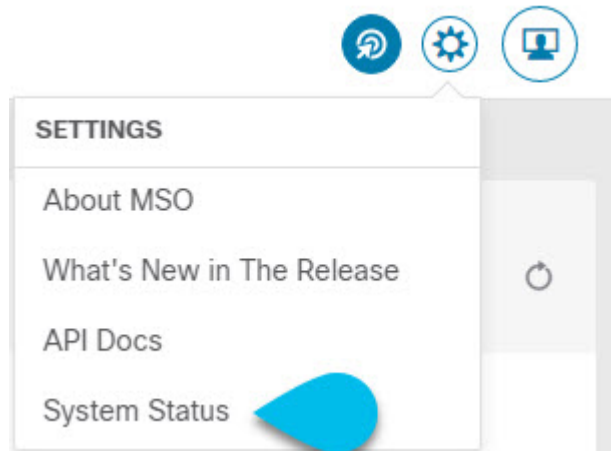 SETTINGS
About MSO
What's New in The Release
API Docs
System Status